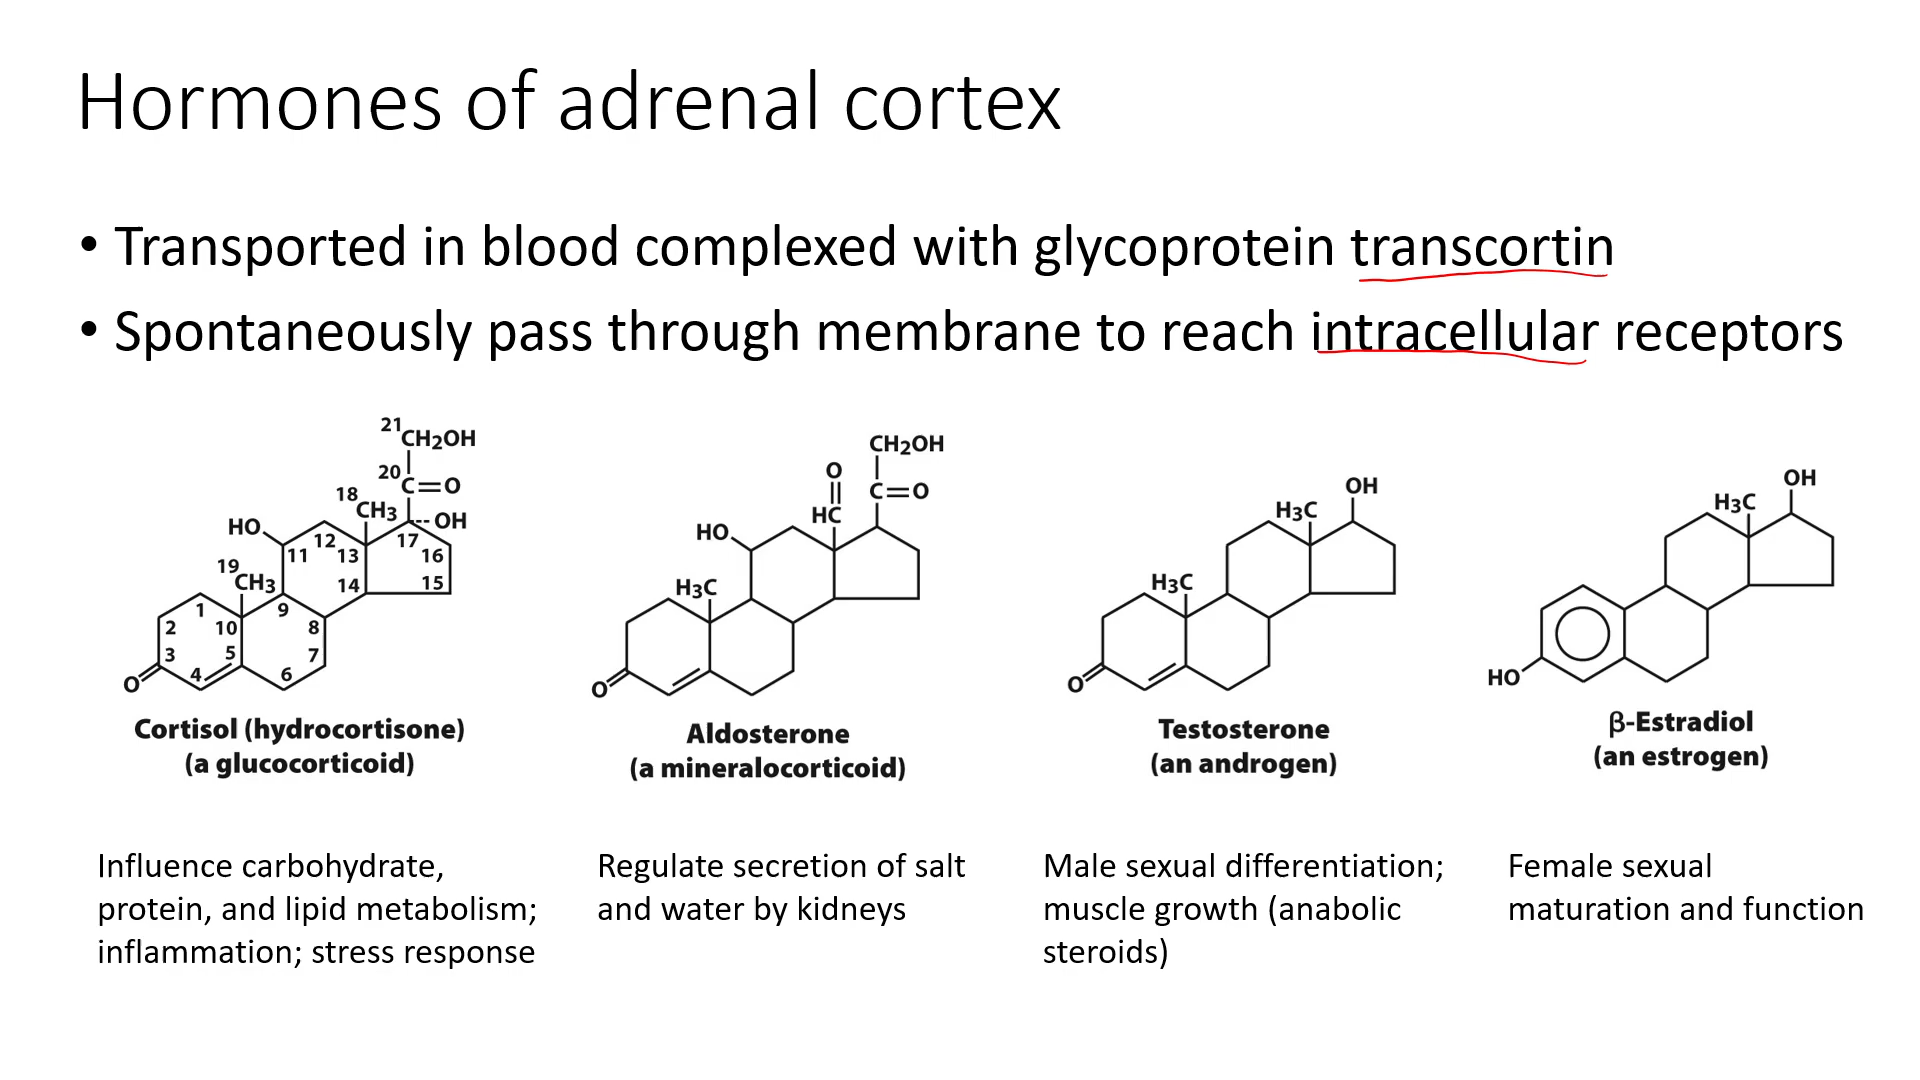 Hormones of adrenal cortex
• Transported in blood complexed with glycoprotein transcortin
• Spontaneously pass through membrane to reach intracellular receptors
21
CH2OH
20
C=O
18
CH3
OH
HO
12
17
11
13
16
19
CH3
14
15
1
9
2
10
8
3
5
7
4
6
O
Cortisol (hydrocortisone)
(a glucocorticoid)
CH2OH
O
C=O
HC
HO
H3C
O
Aldosterone
(a mineralocorticoid)
OH
H3C
H3C
O
Testosterone
(an androgen)
OH
H3C
HO
β-Estradiol
(an estrogen)
Influence carbohydrate,
protein, and lipid metabolism;
inflammation; stress response
Regulate secretion of salt
and water by kidneys
Male sexual differentiation;
muscle growth (anabolic
steroids)
Female sexual
maturation and function